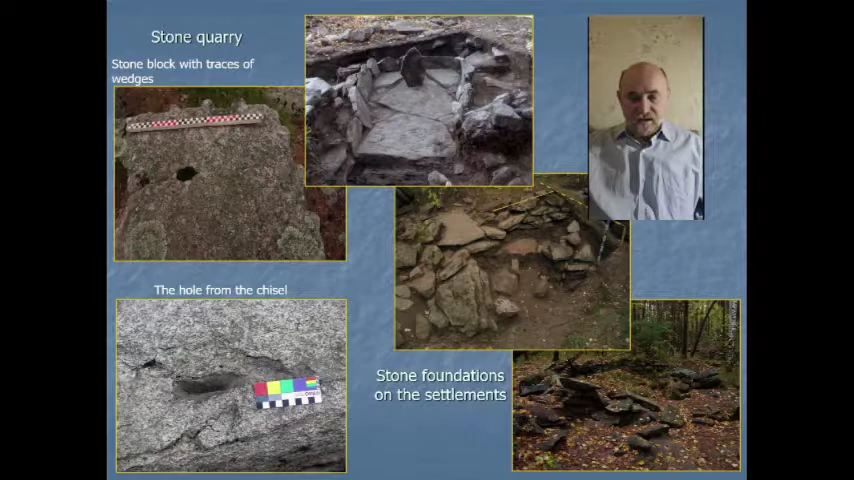 Stone quarry
Stone block with traces of
wedges
The hole from the chisel
Stone foundations
on the settlements